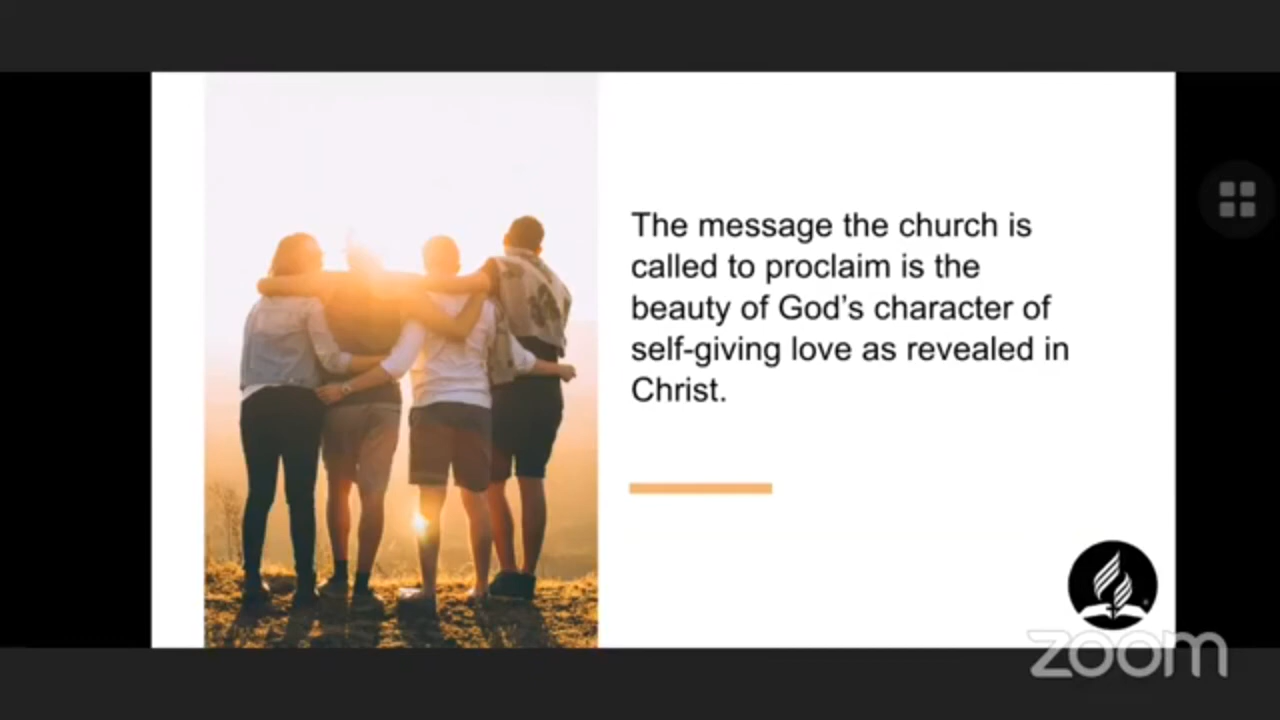 The message the church is
called to proclaim is the
beauty of God’s character of
self-giving love as revealed in
Christ.
zoom